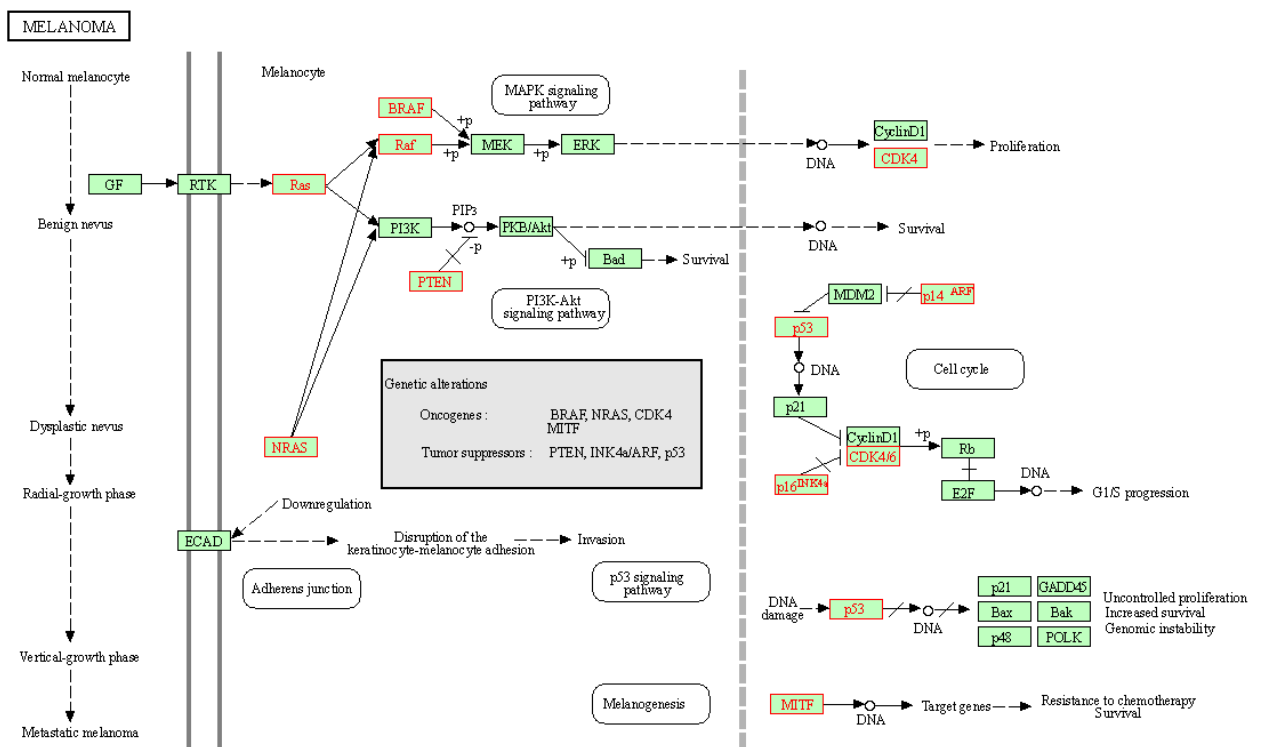 MELANOMA
Normal melanocyte
Benign nevus
Dysplastic nevus
Radial-growth phase
Vertical-growth phase
Metastatic melanoma
Melanocyte
GF
RTK
Ras
NRAS
BRAF
+p
Raf
+p
MEK
+p
ERK
MAPK signaling
pathway
DNA
CyclinD1
CDK4
Proliferation
PI3K
PIP3
-p
PTEN
PKB/Akt
+p
Bad
Survival
DNA
Survival
PI3K-Akt
signaling pathway
MDM2
p14 ARF
p53
DNA
p21
Cell cycle
CyclinD1
CDK4/6
+p
Rb
p16INK4a
E2F
DNA
G1/S progression
Genetic alterations
Oncogenes : BRAF, NRAS, CDK4
MITF
Tumor suppressors : PTEN, INK4a/ARF, p53
Downregulation
ECAD
Disruption of the
keratinocyte-melanocyte adhesion
Invasion
Adherens junction
p53 signaling
pathway
DNA
damage
p53
DNA
p21
GADD45
Bax
Bak
p48
POLK
Uncontrolled proliferation
Increased survival
Genomic instability
Melanogenesis
MITF
DNA
Target genes
Resistance to chemotherapy
Survival